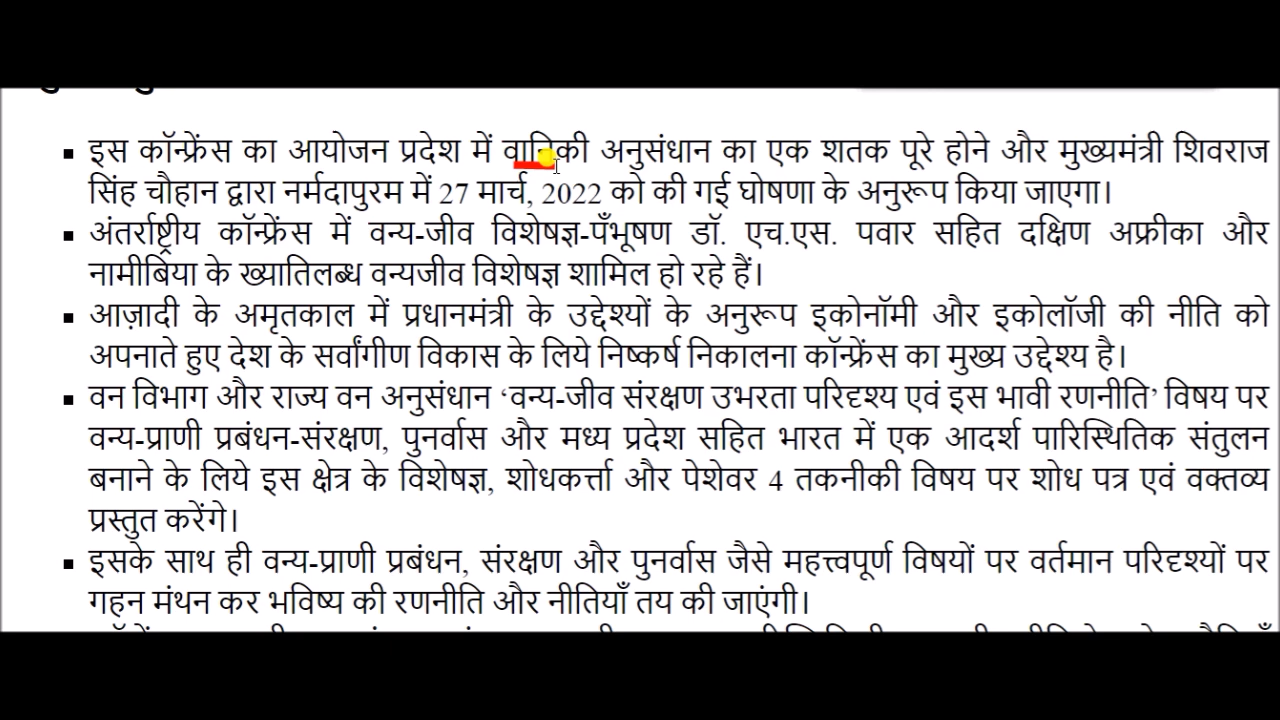 ▪ इस कॉन्फ्रेंस का आयोजन प्रदेश में वानिकी अनुसंधान का एक शतक पूरे होने और मुख्यमंत्री शिवराज
सिंह चौहान द्वारा नर्मदापुरम में 27 मार्च, 2022 को की गई घोषणा के अनुरूप किया जाएगा।
▪ अंतर्राष्ट्रीय कॉन्फ्रेंस में वन्य-जीव विशेषज्ञ-पँभूषण डॉ. एच.एस. पवार सहित दक्षिण अफ्रीका और
नामीबिया के ख्यातिलब्ध वन्यजीव विशेषज्ञ शामिल हो रहे हैं।
▪ आज़ादी के अमृतकाल में प्रधानमंत्री के उद्देश्यों के अनुरूप इकोनॉमी और इकोलॉजी की नीति को
अपनाते हुए देश के सर्वांगीण विकास के लिये निष्कर्ष निकालना कॉन्फ्रेंस का मुख्य उद्देश्य है।
▪ वन विभाग और राज्य वन अनुसंधान ‘वन्य-जीव संरक्षण उभरता परिदृश्य एवं इस भावी रणनीति’ विषय पर
वन्य-प्राणी प्रबंधन-संरक्षण, पुनर्वास और मध्य प्रदेश सहित भारत में एक आदर्श पारिस्थितिक संतुलन
बनाने के लिये इस क्षेत्र के विशेषज्ञ, शोधकर्त्ता और पेशेवर 4 तकनीकी विषय पर शोध पत्र एवं वक्तव्य
प्रस्तुत करेंगे।
▪ इसके साथ ही वन्य-प्राणी प्रबंधन, संरक्षण और पुनर्वास जैसे महत्त्वपूर्ण विषयों पर वर्तमान परिदृश्यों पर
गहन मंथन कर भविष्य की रणनीति और नीतियाँ तय की जाएंगी।